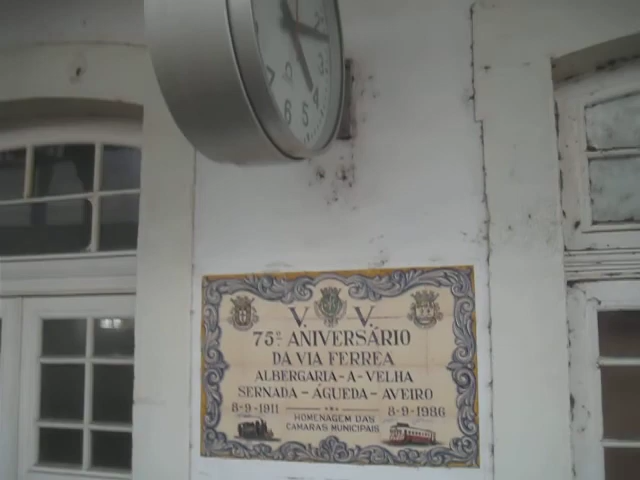 V. V.
75º ANIVERSÁRIO
DA VIA FERREA
ALBERGARIA-A-VELHA
SERNADA-ÁGUEDA-AVEIRO
8-9-1911 8-9-1986
HOMENAGEM DAS
CAMARAS MUNICIPAIS